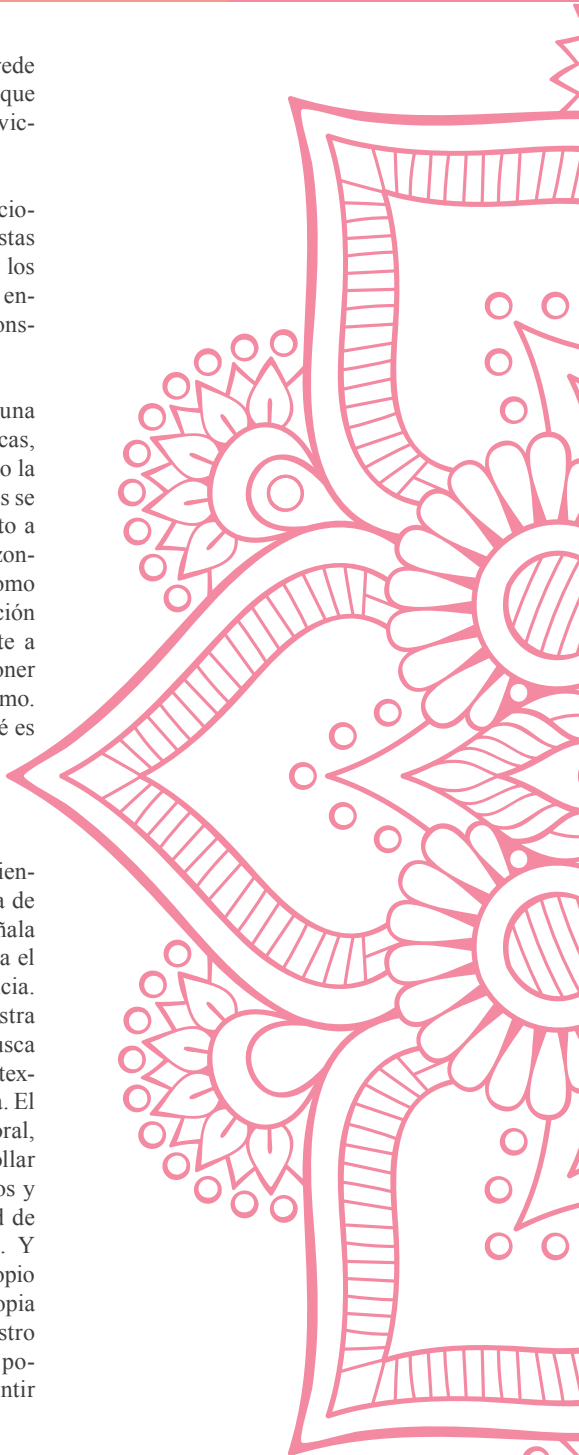 ede
que
vic-
cio-
stas
los
en-
ons-
una
cas,
o la
s se
to a
zon-
omo
ción
te a
oner
mo.
é es
ien-
a de
ñala
a el
cia.
stra
usca
tex-
a. El
oral,
ollar
os y
d de
. Y
opio
opia
stro
po-
ntir